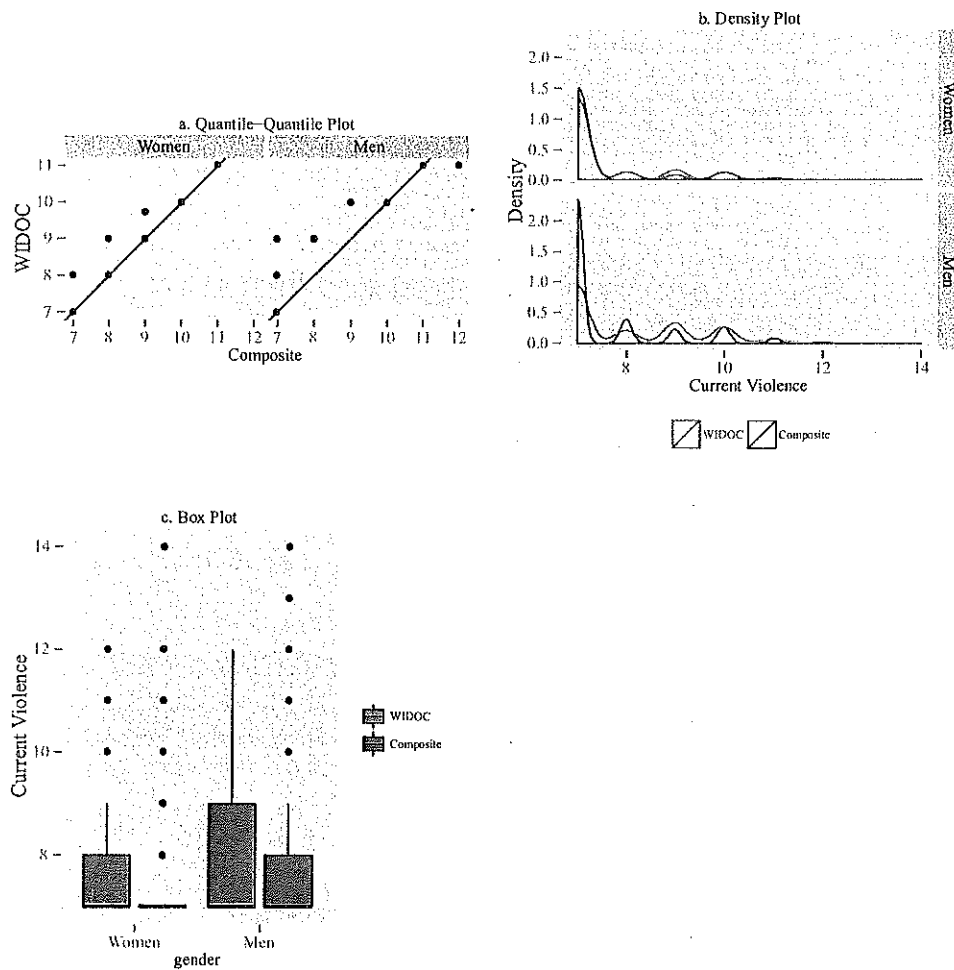 a. Quantile-Quantile Plot
Women Men
WIDOC
11
10
9
8
7
7 8 9 10 11 12 7 8 9 10 11 12
Composite
b. Density Plot
Density
2.0
1.5
1.0
0.5
0.0
Women
2.0
1.5
1.0
0.5
0.0
Men
8 10 12 14
Current Violence
WIDOC Composite
c. Box Plot
Current Violence
14
12
10
8
Women Men
gender
WIDOC
Composite